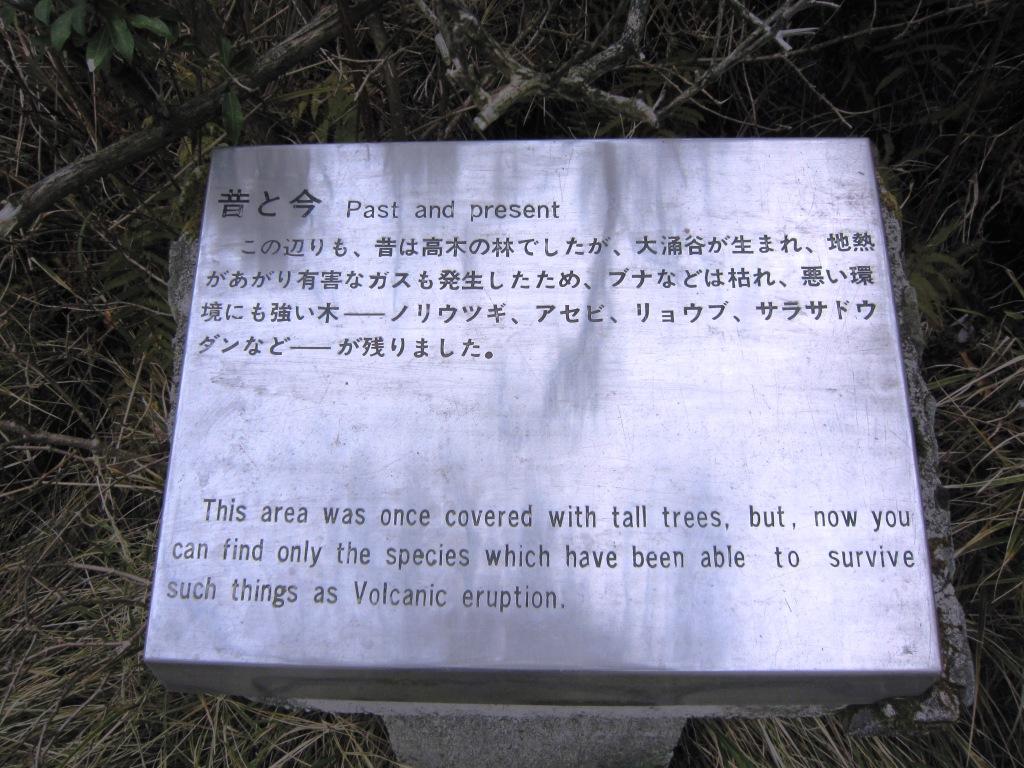 昔と今 Past and present
この辺りも、昔は高木の林でしたが、大涌谷が生まれ、地熱
があがり有害なガスも発生したため、ブナなどは枯れ、悪い環
境にも強い木——ノリウツギ、アセビ、リョウブ、サラサドウ
ダンなど——が残りました。
This area was once covered with tall trees, but, now you
can find only the species which have been able to survive
such things as Volcanic eruption.